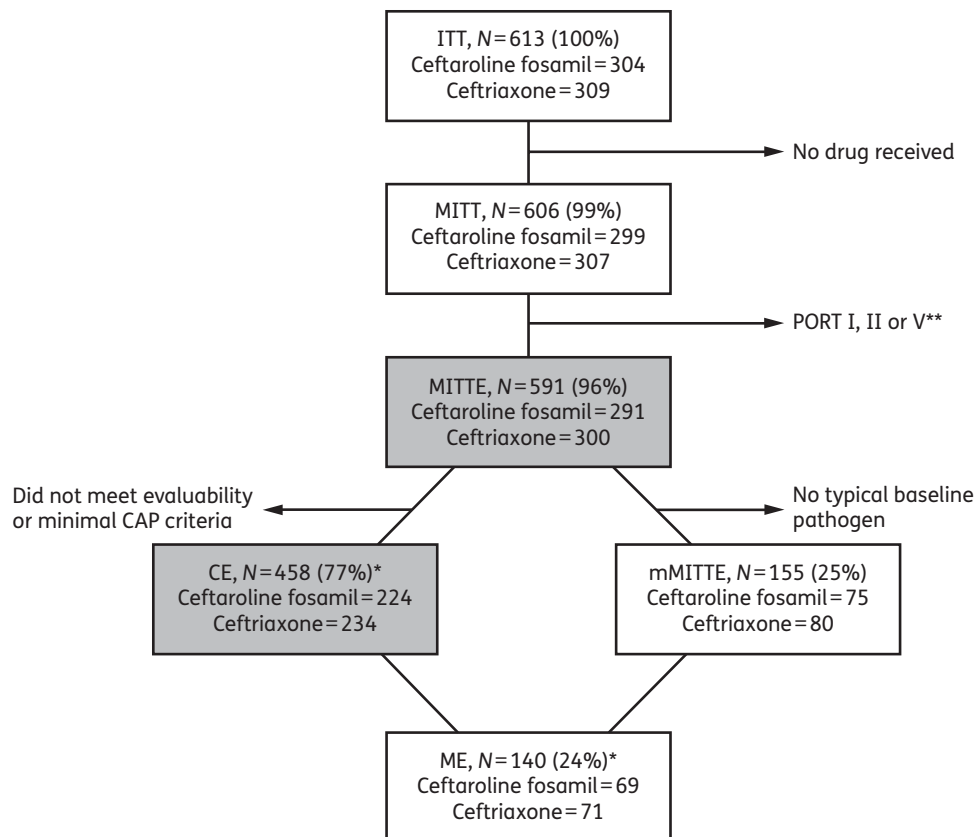 ITT, N=613 (100%)
Ceftaroline fosamil=304
Ceftriaxone=309
No drug received
MITT, N=606 (99%)
Ceftaroline fosamil=299
Ceftriaxone=307
PORT I, II or V**
MITTE, N=591 (96%)
Ceftaroline fosamil=291
Ceftriaxone=300
Did not meet evaluability
or minimal CAP criteria
No typical baseline
pathogen
CE, N=458 (77%)*
Ceftaroline fosamil=224
Ceftriaxone=234
mMITTE, N=155 (25%)
Ceftaroline fosamil=75
Ceftriaxone=80
ME, N=140 (24%)*
Ceftaroline fosamil=69
Ceftriaxone=71